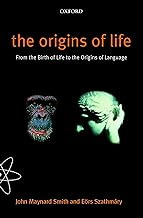 OXFORD
the origins of life
From the Birth of Life to the Origins of Language
John Maynard Smith and Eörs Szathmáry